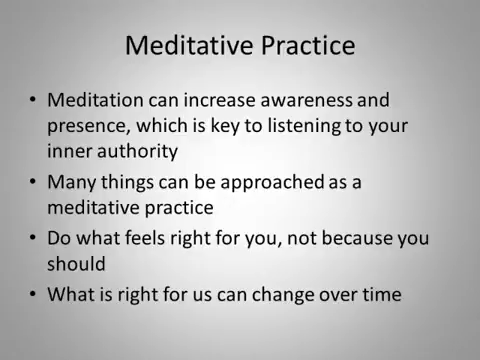 Meditative Practice
• Meditation can increase awareness and
presence, which is key to listening to your
inner authority
• Many things can be approached as a
meditative practice
• Do what feels right for you, not because you
should
• What is right for us can change over time